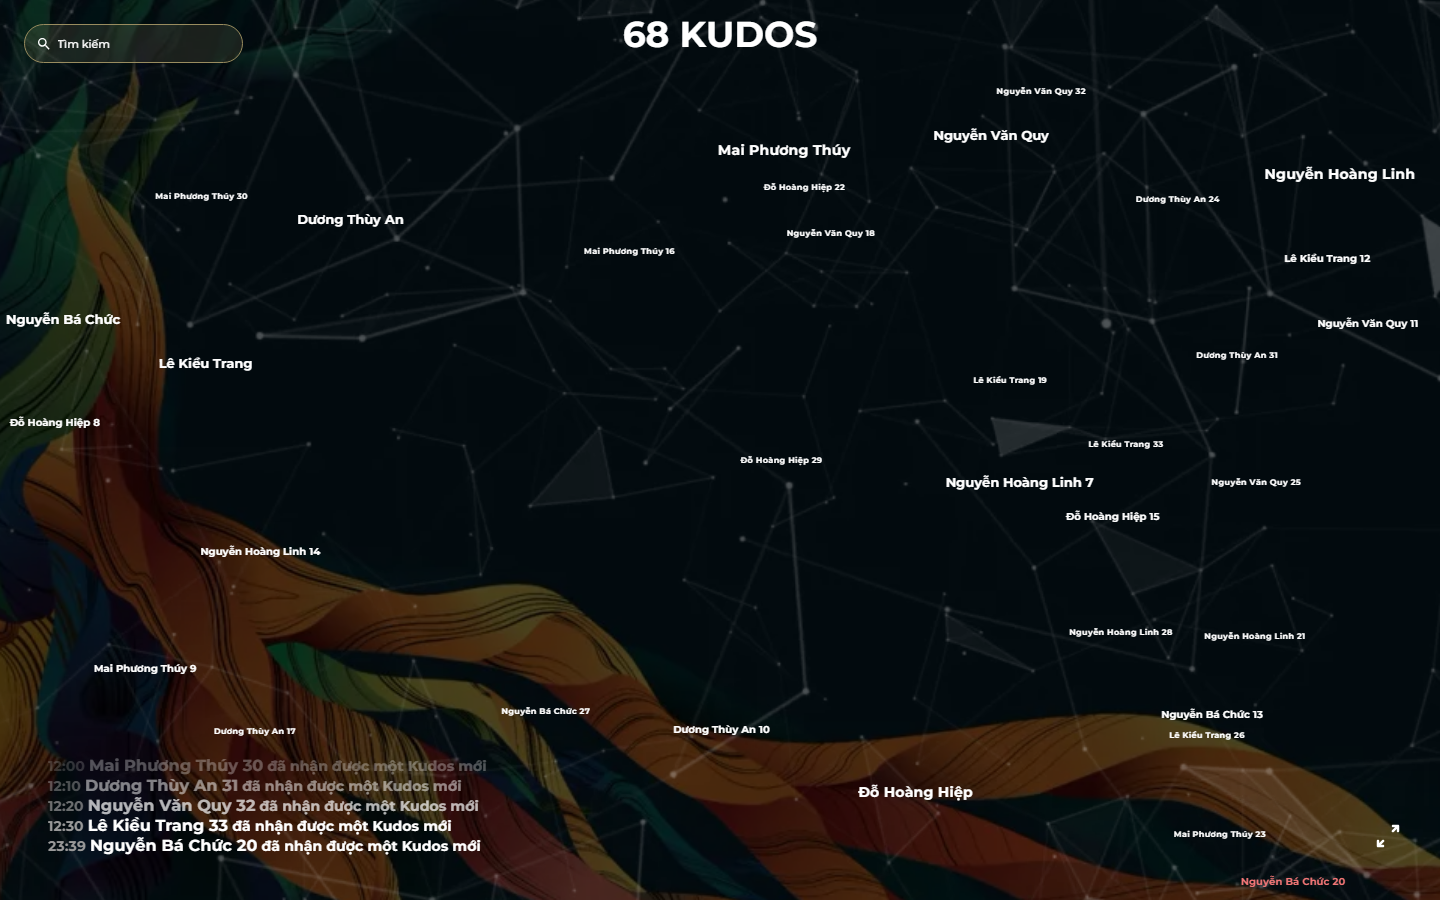 68 KUDOS
Tìm kiếm
Nguyễn Văn Quy 32
Nguyễn Văn Quy
Mai Phương Thúy
Nguyễn Hoàng Linh
Đỗ Hoàng Hiệp 22
Mai Phương Thúy 30
Dương Thùy An 24
Dương Thùy An
Nguyễn Văn Quy 18
Mai Phương Thúy 16
Lê Kiều Trang 12
Nguyễn Bá Chức
Nguyễn Văn Quy 11
Dương Thùy An 31
Lê Kiều Trang
Lê Kiều Trang 19
Đỗ Hoàng Hiệp 8
Lê Kiều Trang 33
Đỗ Hoàng Hiệp 29
Nguyễn Hoàng Linh 7
Nguyễn Văn Quy 25
Đỗ Hoàng Hiệp 15
Nguyễn Hoàng Linh 14
Nguyễn Hoàng Linh 28
Nguyễn Hoàng Linh 21
Mai Phương Thúy 9
Nguyễn Bá Chức 27
Nguyễn Bá Chức 13
Dương Thùy An 17
Dương Thùy An 10
Lê Kiều Trang 26
12:00 Mai Phương Thúy 30 đã nhận được một Kudos mới
12:10 Dương Thùy An 31 đã nhận được một Kudos mới
12:20 Nguyễn Văn Quy 32 đã nhận được một Kudos mới
12:30 Lê Kiều Trang 33 đã nhận được một Kudos mới
23:39 Nguyễn Bá Chức 20 đã nhận được một Kudos mới
Đỗ Hoàng Hiệp
Mai Phương Thúy 23
Nguyễn Bá Chức 20